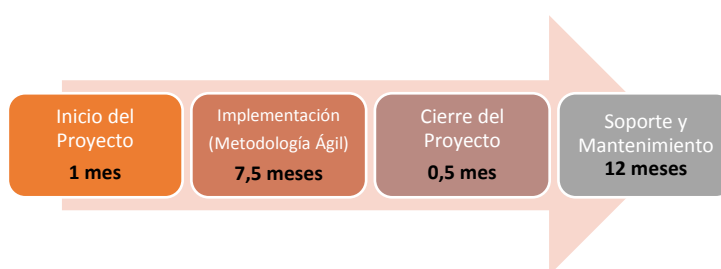 Inicio del
Proyecto
1 mes
Implementación
(Metodología Ágil)
7,5 meses
Cierre del
Proyecto
0,5 mes
Soporte y
Mantenimiento
12 meses